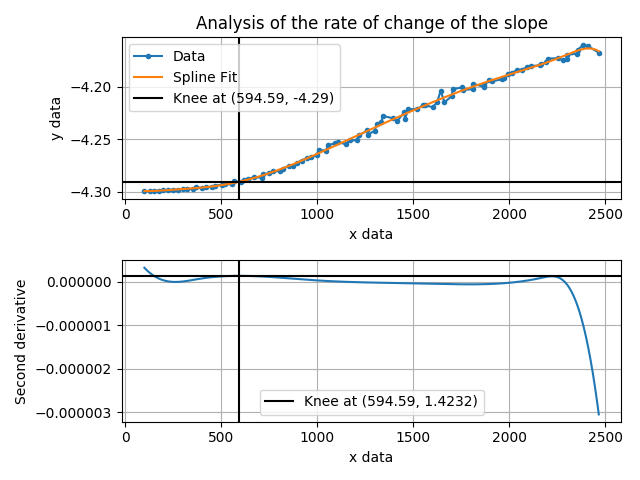 Analysis of the rate of change of the slope
Data
Spline Fit
Knee at (594.59, -4.29)
−4.20
−4.25
−4.30
y data
0
500
1000
1500
2000
2500
x data
0.000000
−0.000001
−0.000002
−0.000003
Second derivative
Knee at (594.59, 1.4232)
0
500
1000
1500
2000
2500
x data